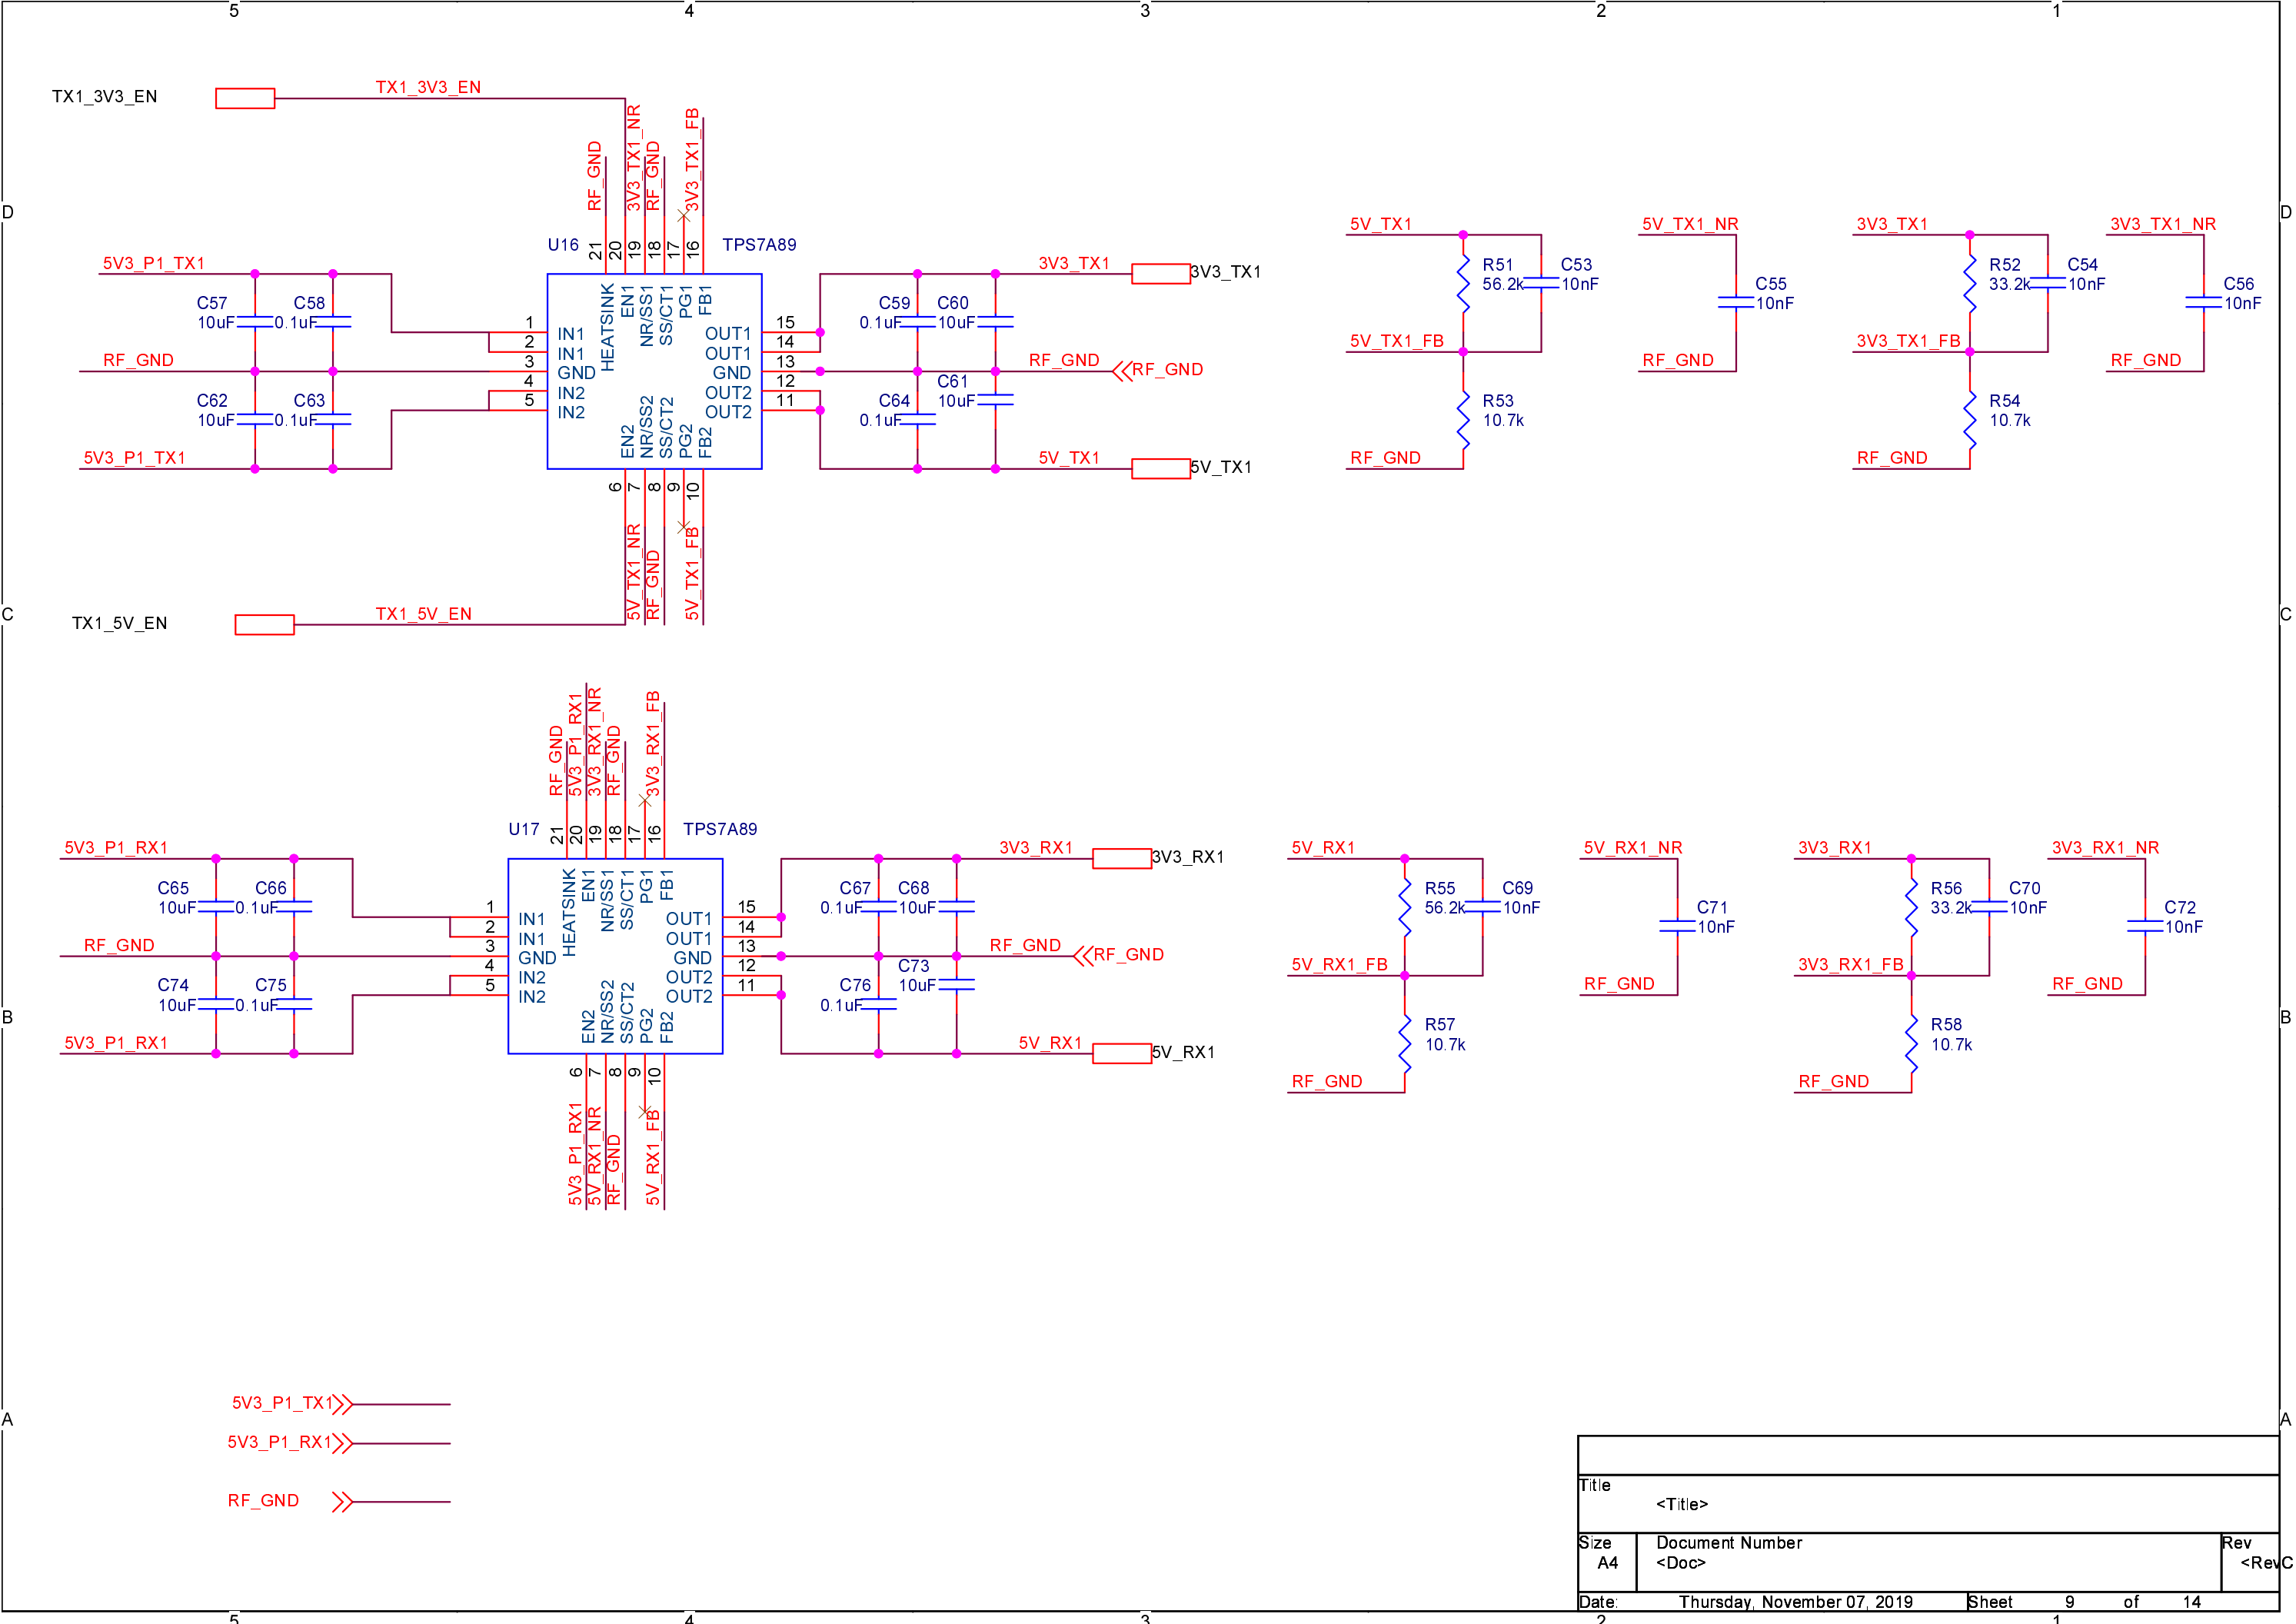 5 4 3 2 1
TX1_3V3_EN
TX1_3V3_EN
RF_GND
3V3_TX1_NR
RF_GND
3V3_TX1_FB
D D
U16 21 20 19 18 17 16 TPS7A89
5V3_P1_TX1
C57 10uF
C58 0.1uF
RF_GND
C62 10uF
C63 0.1uF
5V3_P1_TX1
1 IN1
2 IN1
3 GND
4 IN2
5 IN2
HEATSINK
EN1
NR/SS1
SS/CT1
PG1
FB1
15 OUT1
14 OUT1
13 GND
12 OUT2
11 OUT2
EN2
NR/SS2
SS/CT2
PG2
FB2
6 7 8 9 10
C59 0.1uF
C60 10uF
C64 0.1uF
C61 10uF
3V3_TX1 3V3_TX1
RF_GND RF_GND
5V_TX1 5V_TX1
5V_TX1_NR
RF_GND
5V_TX1_FB
C C
TX1_5V_EN
TX1_5V_EN
5V_TX1
R51 56.2k
C53 10nF
5V_TX1_FB
R53 10.7k
RF_GND
5V_TX1_NR
C55 10nF
RF_GND
3V3_TX1
R52 33.2k
C54 10nF
3V3_TX1_FB
R54 10.7k
RF_GND
3V3_TX1_NR
C56 10nF
RF_GND
RF_GND
5V3_P1_RX1
3V3_RX1_NR
RF_GND
3V3_RX1_FB
U17 21 20 19 18 17 16 TPS7A89
5V3_P1_RX1
C65 10uF
C66 0.1uF
RF_GND
C74 10uF
C75 0.1uF
5V3_P1_RX1
1 IN1
2 IN1
3 GND
4 IN2
5 IN2
HEATSINK
EN1
NR/SS1
SS/CT1
PG1
FB1
15 OUT1
14 OUT1
13 GND
12 OUT2
11 OUT2
EN2
NR/SS2
SS/CT2
PG2
FB2
6 7 8 9 10
C67 0.1uF
C68 10uF
C76 0.1uF
C73 10uF
3V3_RX1 3V3_RX1
RF_GND RF_GND
5V_RX1 5V_RX1
5V3_P1_RX1
5V_RX1_NR
RF_GND
5V_RX1_FB
B B
5V_RX1
R55 56.2k
C69 10nF
5V_RX1_FB
R57 10.7k
RF_GND
5V_RX1_NR
C71 10nF
RF_GND
3V3_RX1
R56 33.2k
C70 10nF
3V3_RX1_FB
R58 10.7k
RF_GND
3V3_RX1_NR
C72 10nF
RF_GND
5V3_P1_TX1
5V3_P1_RX1
RF_GND
A A
Title
<Title>
Size A4
Document Number
<Doc>
Rev
<RevC
Date: Thursday, November 07, 2019 Sheet 9 of 14
5 4 3 2 1